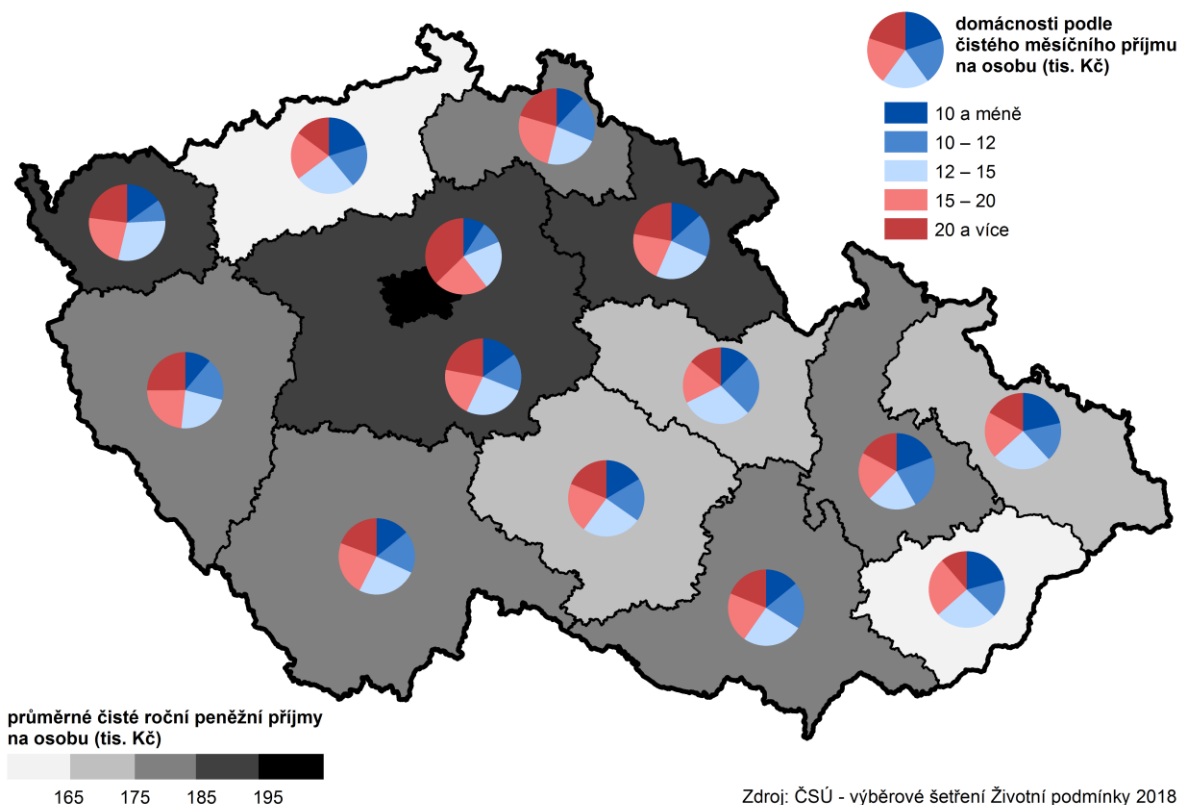 domácnosti podle
čistého měsíčního příjmu
na osobu (tis. Kč)
10 a méně
10 – 12
12 – 15
15 – 20
20 a více
průměrné čisté roční peněžní příjmy
na osobu (tis. Kč)
165 175 185 195
Zdroj: ČSÚ - výběrové šetření Životní podmínky 2018